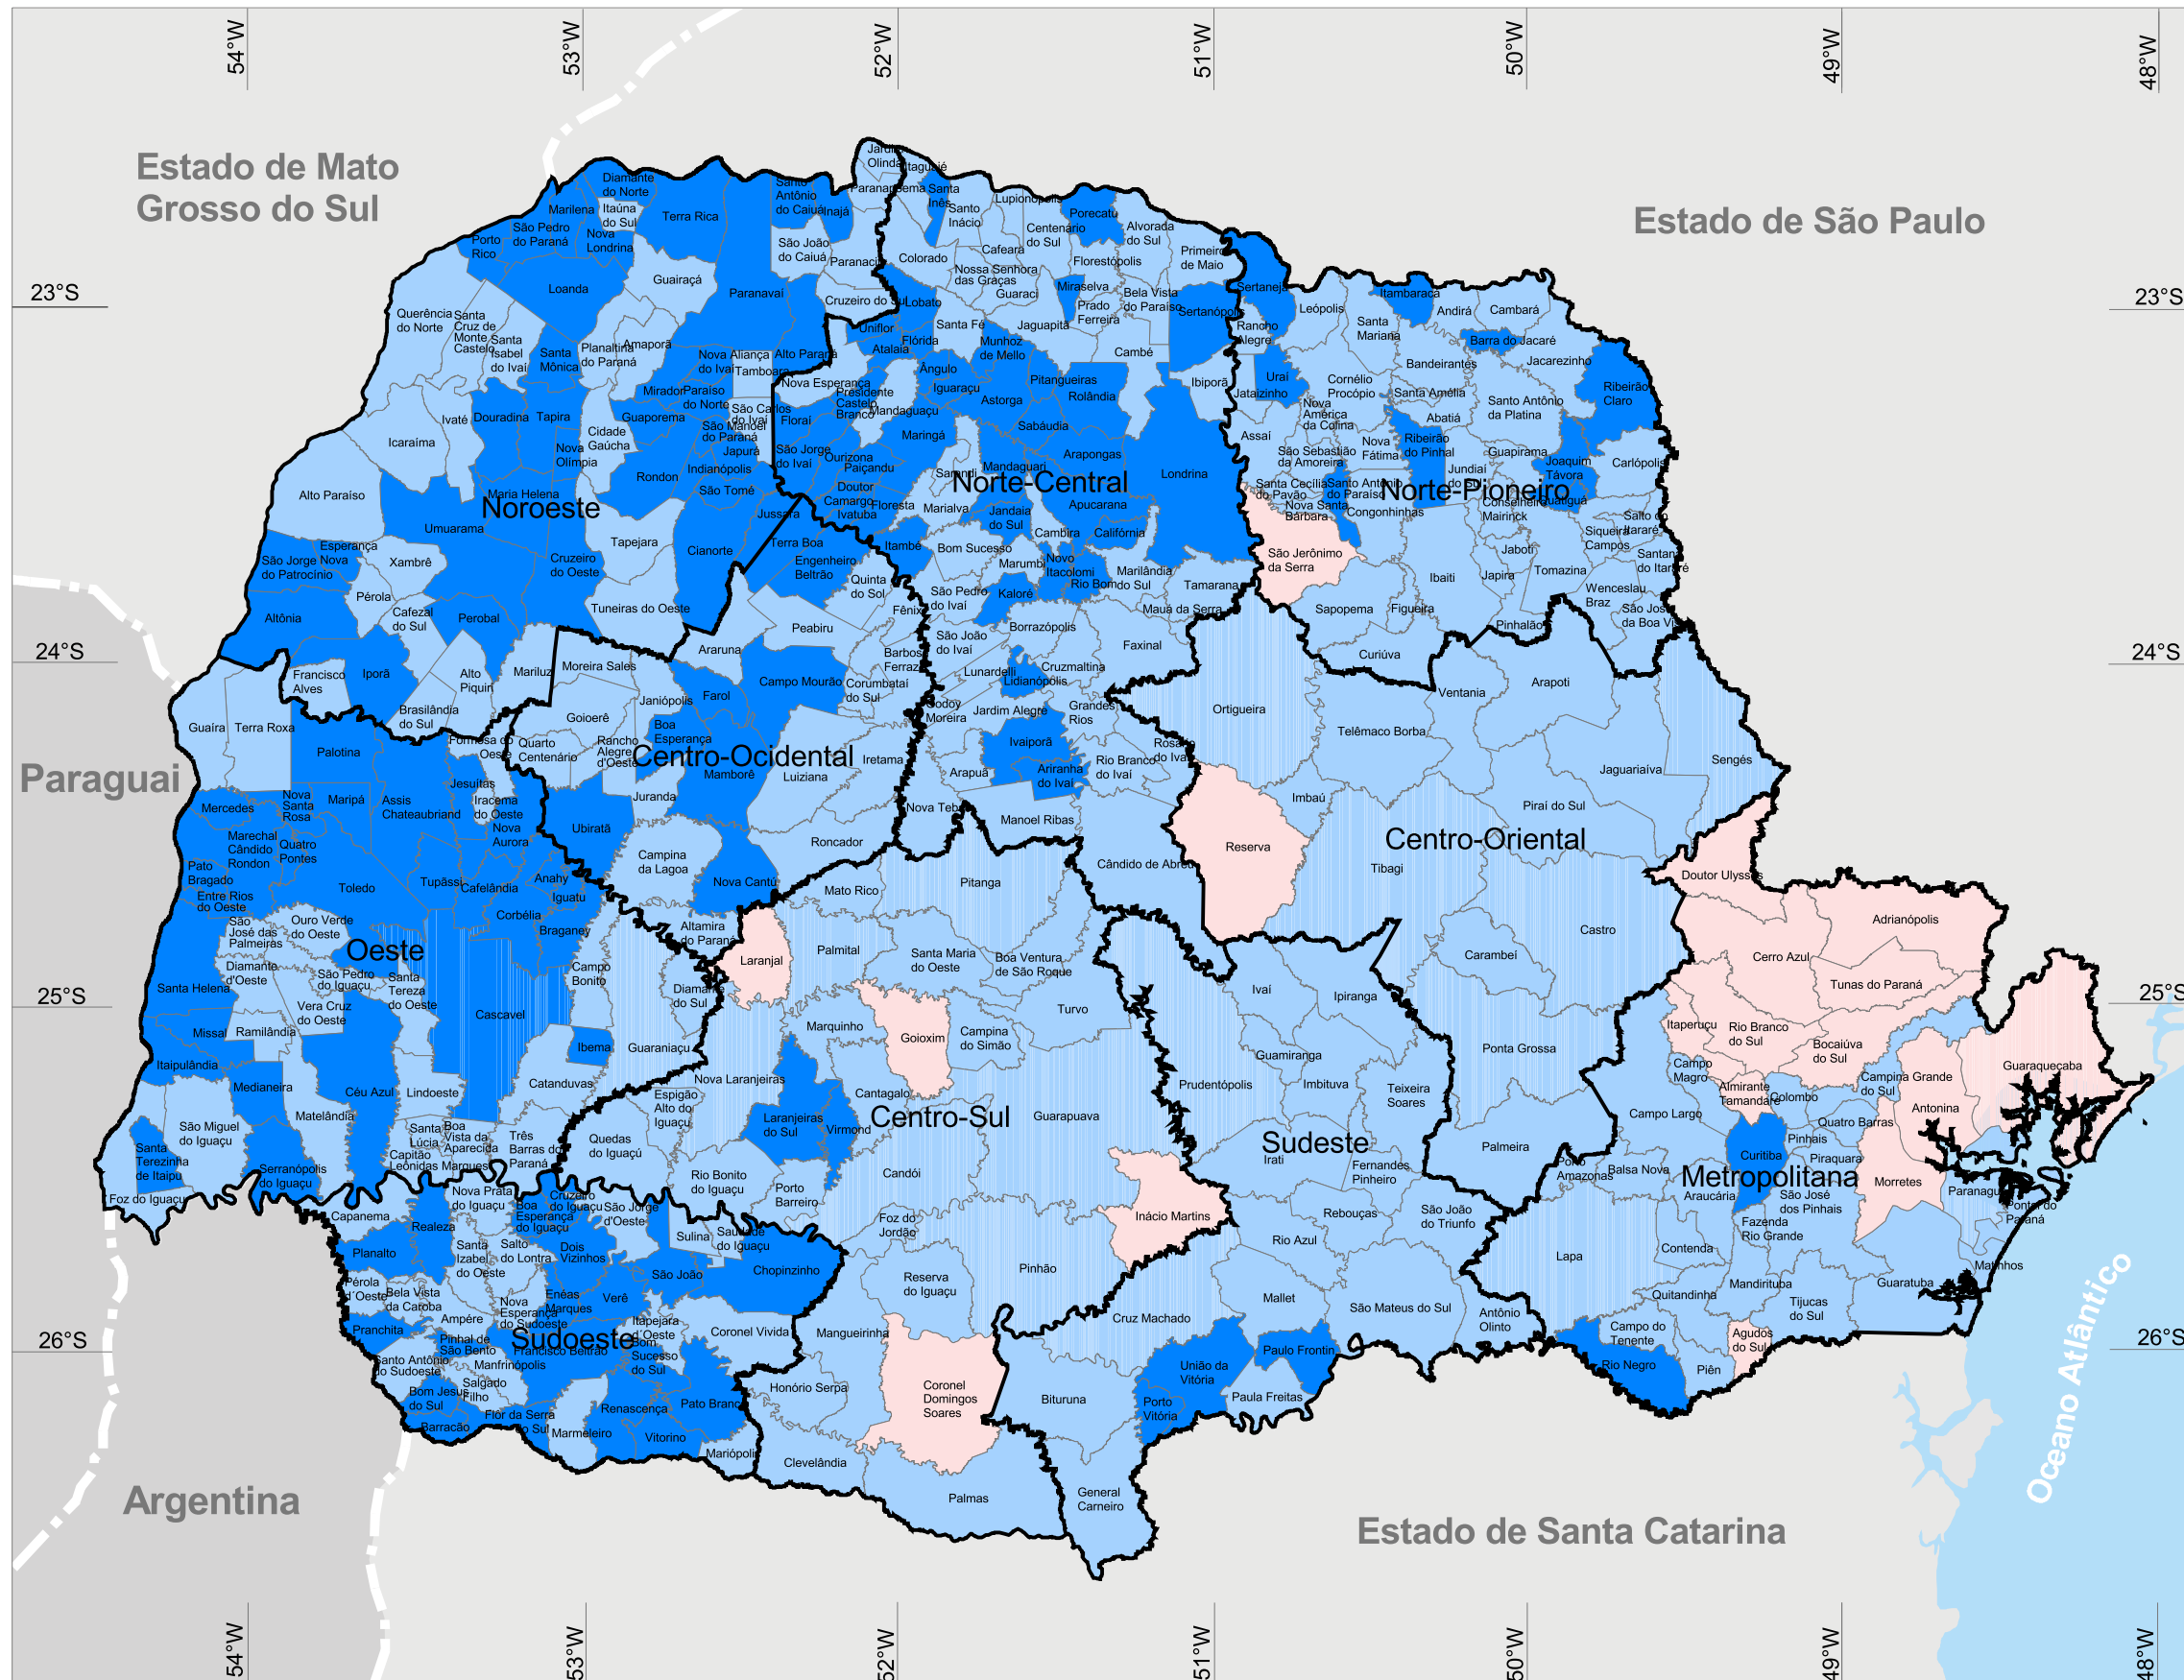 54°W
53°W
52°W
51°W
50°W
49°W
48°W
Estado de Mato
Grosso do Sul
Estado de São Paulo
23°S
23°S
24°S
24°S
25°S
25°S
26°S
26°S
Paraguai
Argentina
Estado de Santa Catarina
Oceano Atlântico
Noroeste
Diamante
do Norte
Marilena
Itaúna
do Sul
Terra Rica
Santo
Antônio
do Caiuá
Inajá
Jardim
Olinda
São Pedro
do Paraná
Nova
Londrina
Porto
Rico
São João
do Caiuá
Loanda
Guairaçá
Paranavaí
Cruzeiro do Sul
Querência
do Norte
Santa
Cruz de
Monte
Castelo
Santa
Isabel
do Ivaí
Santa
Mônica
Planaltina
do Paraná
Amaporã
Nova Aliança
do Ivaí
Tamboara
Alto Paraná
Mirador
Paraíso
do Norte
São Carlos
do Ivaí
Guaporema
São Manoel
do Paraná
Japurá
Ivaté
Douradina
Tapira
Icaraíma
Nova
Olímpia
Cidade
Gaúcha
Rondon
Indianópolis
São Tomé
Alto Paraíso
Maria Helena
Umuarama
Jussara
Cianorte
Tapejara
Cruzeiro
do Oeste
Esperança
Nova
São Jorge
do Patrocínio
Xambrê
Pérola
Cafezal
do Sul
Perobal
Tuneiras do Oeste
Altônia
Iporã
Francisco
Alves
Alto
Piquiri
Mariluz
Brasilândia
do Sul
Norte-Central
Santa
Inês
Santo
Inácio
Lupionópolis
Porecatu
Centenário
do Sul
Alvorada
do Sul
Primeiro
de Maio
Colorado
Cafeara
Nossa Senhora
das Graças
Florestópolis
Guaraci
Miraselva
Bela Vista
do Paraíso
Prado
Ferreira
Sertanópolis
Lobato
Uniflor
Santa Fé
Jaguapitã
Atalaia
Flórida
Munhoz
de Mello
Cambé
Ângulo
Iguaraçu
Pitangueiras
Rolândia
Ibiporã
Nova Esperança
Presidente
Castelo
Branco
Mandaguaçu
Astorga
Floraí
Maringá
Sabáudia
São Jorge
do Ivaí
Ourizona
Paiçandu
Sarandi
Mandaguari
Arapongas
Londrina
Doutor
Camargo
Ivatuba
Floresta
Marialva
Jandaia
do Sul
Apucarana
Cambira
Califórnia
Itambé
Bom Sucesso
Marumbi
Novo
Itacolomi
Rio Bom
Marilândia
do Sul
Tamarana
Kaloré
São Pedro
do Ivaí
Mauá da Serra
Borrazópolis
Faxinal
São João
do Ivaí
Lunardelli
Lidianópolis
Cruzmaltina
Godoy
Moreira
Jardim Alegre
Grandes
Rios
Ivaiporã
Rosário
do Ivaí
Arapuã
Ariranha
do Ivaí
Rio Branco
do Ivaí
Nova Tebas
Manoel Ribas
Cândido de Abreu
Norte-Pioneiro
Sertaneja
Itambaracá
Leópolis
Andirá
Cambará
Rancho
Alegre
Santa
Mariana
Barra do Jacaré
Bandeirantes
Jacarezinho
Uraí
Jataizinho
Cornélio
Procópio
Santa Amélia
Ribeirão
Claro
Nova
América
da Colina
Abatiá
Santo Antônio
da Platina
Assaí
São Sebastião
da Amoreira
Nova
Fátima
Ribeirão
do Pinhal
Guapirama
Jundiaí
do Sul
Joaquim
Távora
Carlópolis
Santa Cecília
do Pavão
Santo Antônio
do Paraíso
Nova Santa
Bárbara
Congonhinhas
Conselheiro
Mairinck
Quatiguá
Siqueira
Campos
Salto do
Itararé
São Jerônimo
da Serra
Jaboti
Japira
Tomazina
Santana
do Itararé
Ibaiti
Wenceslau
Braz
Sapopema
Figueira
Pinhalão
São José
da Boa Vista
Curiúva
Centro-Ocidental
Terra Boa
Engenheiro
Beltrão
Quinta
do Sol
Fênix
Peabiru
Araruna
Barbosa
Ferraz
Moreira Sales
Campo Mourão
Corumbataí
do Sul
Janiópolis
Farol
Goioerê
Boa
Esperança
Quarto
Centenário
Rancho
Alegre
d'Oeste
Mamborê
Luiziana
Iretama
Juranda
Ubiratã
Campina
da Lagoa
Roncador
Nova Cantú
Altamira
do Paraná
Centro-Oriental
Ortigueira
Ventania
Arapoti
Telêmaco Borba
Jaguariaíva
Sengés
Imbaú
Piraí do Sul
Reserva
Tibagi
Castro
Carambeí
Ponta Grossa
Palmeira
Oeste
Guaíra
Terra Roxa
Palotina
Formosa do
Oeste
Jesuítas
Iracema
do Oeste
Nova
Aurora
Mercedes
Nova
Santa
Rosa
Maripá
Assis
Chateaubriand
Marechal
Cândido
Rondon
Quatro
Pontes
Pato
Bragado
Entre Rios
do Oeste
Toledo
Tupãssi
Cafelândia
Anahy
Iguatu
Corbélia
Braganey
São
José das
Palmeiras
Ouro Verde
do Oeste
Diamante
d'Oeste
São Pedro
do Iguaçu
Santa
Tereza
do Oeste
Campo
Bonito
Diamante
do Sul
Santa Helena
Vera Cruz
do Oeste
Cascavel
Missal
Ramilândia
Ibema
Guaraniaçu
Itaipulândia
Medianeira
Céu Azul
Lindoeste
Catanduvas
Matelândia
São Miguel
do Iguaçu
Santa
Lúcia
Boa
Vista da
Aparecida
Três
Barras do
Paraná
Capitão
Leônidas Marques
Santa
Terezinha
de Itaipu
Serranópolis
do Iguaçu
Foz do Iguaçu
Centro-Sul
Mato Rico
Pitanga
Laranjal
Palmital
Santa Maria
do Oeste
Boa Ventura
de São Roque
Turvo
Marquinho
Goioxim
Campina
do Simão
Nova Laranjeiras
Cantagalo
Guarapuava
Espigão
Alto do
Iguaçu
Laranjeiras
do Sul
Virmond
Quedas
do Iguaçú
Rio Bonito
do Iguaçu
Candói
Porto
Barreiro
Foz do
Jordão
Inácio Martins
Pinhão
Reserva
do Iguaçu
Mangueirinha
Honório Serpa
Coronel
Domingos
Soares
Clevelândia
Palmas
Sudeste
Ivaí
Ipiranga
Guamiranga
Prudentópolis
Imbituva
Teixeira
Soares
Irati
Fernandes
Pinheiro
Rebouças
São João
do Triunfo
Rio Azul
Mallet
São Mateus do Sul
Antônio
Olinto
Cruz Machado
União da
Vitória
Paulo Frontin
Paula Freitas
Porto
Vitória
Bituruna
General
Carneiro
Sudoeste
Capanema
Realeza
Nova Prata
do Iguaçu
Boa
Esperança
do Iguaçu
Cruzeiro
do Iguaçu
São Jorge
d'Oeste
Planalto
Santa
Izabel
do Oeste
Salto
do Lontra
Dois
Vizinhos
Sulina
Saudade
do Iguaçu
São João
Chopinzinho
Pérola
d'Oeste
Bela Vista
da Caroba
Ampére
Nova
Esperança
do Sudoeste
Enéas
Marques
Verê
Itapejara
d'Oeste
Coronel Vivida
Pranchita
Pinhal de
São Bento
Francisco Beltrão
Bom
Sucesso
do Sul
Santo Antônio
do Sudoeste
Manfrinópolis
Salgado
Filho
Bom Jesus
do Sul
Barracão
Flor da Serra
do Sul
Marmeleiro
Renascença
Pato Branco
Vitorino
Mariópolis
Metropolitana
Doutor Ulysses
Adrianópolis
Cerro Azul
Tunas do Paraná
Itaperuçu
Rio Branco
do Sul
Bocaiúva
do Sul
Guaraqueçaba
Campo
Magro
Almirante
Tamandaré
Colombo
Campina Grande
do Sul
Antonina
Campo Largo
Quatro Barras
Pinhais
Curitiba
Piraquara
Morretes
Porto
Amazonas
Balsa Nova
Araucária
São José
dos Pinhais
Paranaguá
Pontal do
Paraná
Fazenda
Rio Grande
Lapa
Contenda
Mandirituba
Matinhos
Guaratuba
Quitandinha
Tijucas
do Sul
Campo do
Tenente
Agudos
do Sul
Rio Negro
Piên
54°W
53°W
52°W
51°W
50°W
49°W
48°W